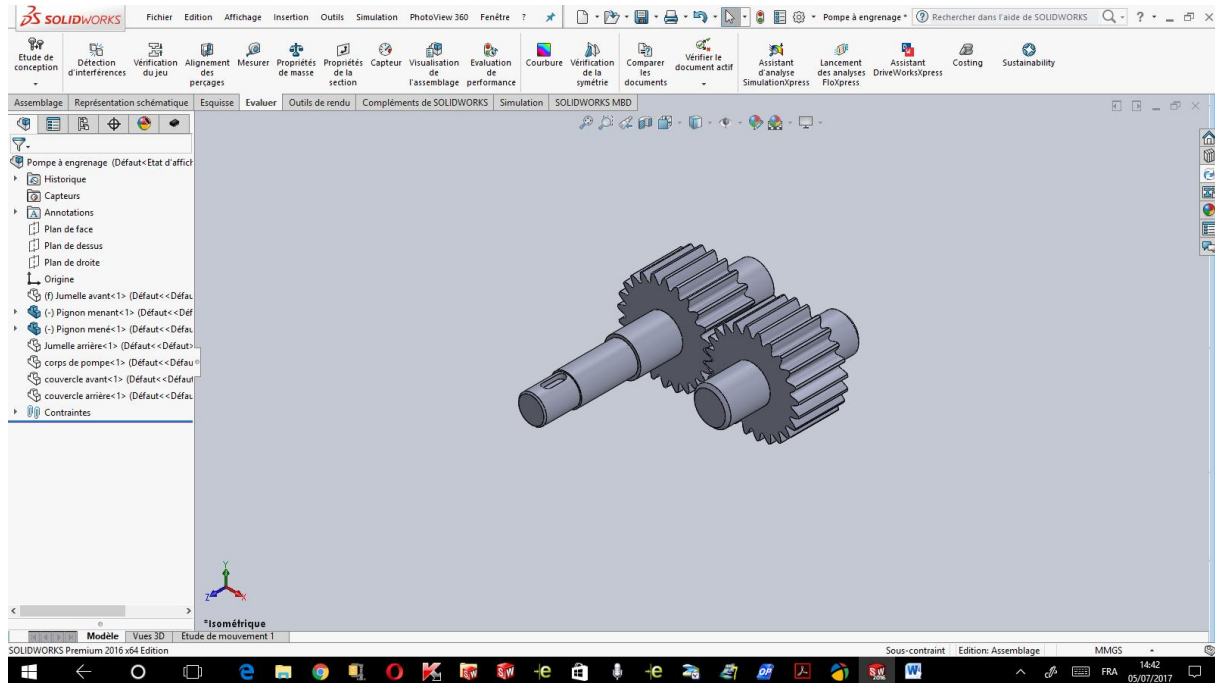 SOLIDWORKS Fichier Edition Affichage Insertion Outils Simulation PhotoView 360 Fenêtre ? Pompe à engrenage * Rechercher dans l'aide de SOLIDWORKS
Etude de conception
Détection d'interférences
Vérification du jeu
Alignement des perçages
Mesurer
Propriétés de masse
Propriétés de la section
Capteur
Visualisation de l'assemblage
Evaluation de performance
Courbure
Vérification de la symétrie
Comparer les documents
Vérifier le document actif
Assistant d'analyse SimulationXpress
Lancement des analyses FloXpress
Assistant DriveWorksXpress
Costing
Sustainability
Assemblage Représentation schématique Esquisse Evaluer Outils de rendu Compléments de SOLIDWORKS Simulation SOLIDWORKS MBD
Pompe à engrenage (Défaut<Etat d'affich
Historique
Capteurs
Annotations
Plan de face
Plan de dessus
Plan de droite
Origine
(f) Jumelle avant<1> (Défaut<<Défau
(-) Pignon menant<1> (Défaut<<Déf
(-) Pignon mené<1> (Défaut<<Défau
Jumelle arrière<1> (Défaut<<Défaut>
corps de pompe<1> (Défaut<<Défau
couvercle avant<1> (Défaut<<Défaut
couvercle arrière<1> (Défaut<<Défau
Contraintes
Y
Z X
*Isométrique
Modèle Vues 3D Etude de mouvement 1
SOLIDWORKS Premium 2016 x64 Edition Sous-contraint Edition: Assemblage MMGS
FRA 14:42
05/07/2017